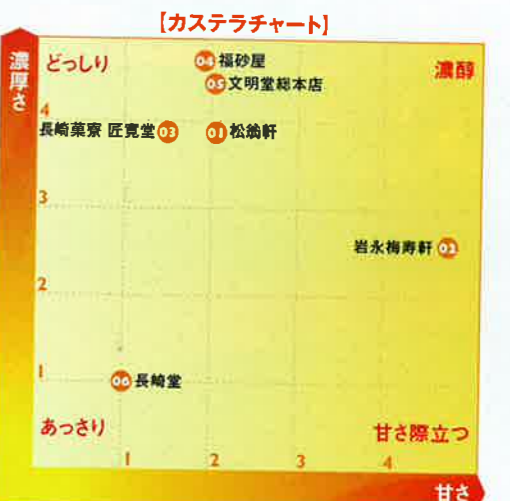 【カステラチャート】
濃厚さ
どっしり
濃醇
04 福砂屋
05 文明堂総本店
4
長崎菓寮 匠寛堂 03
01 松翁軒
3
岩永梅寿軒 02
2
1
06 長崎堂
あっさり
甘さ際立つ
1 2 3 4
甘さ